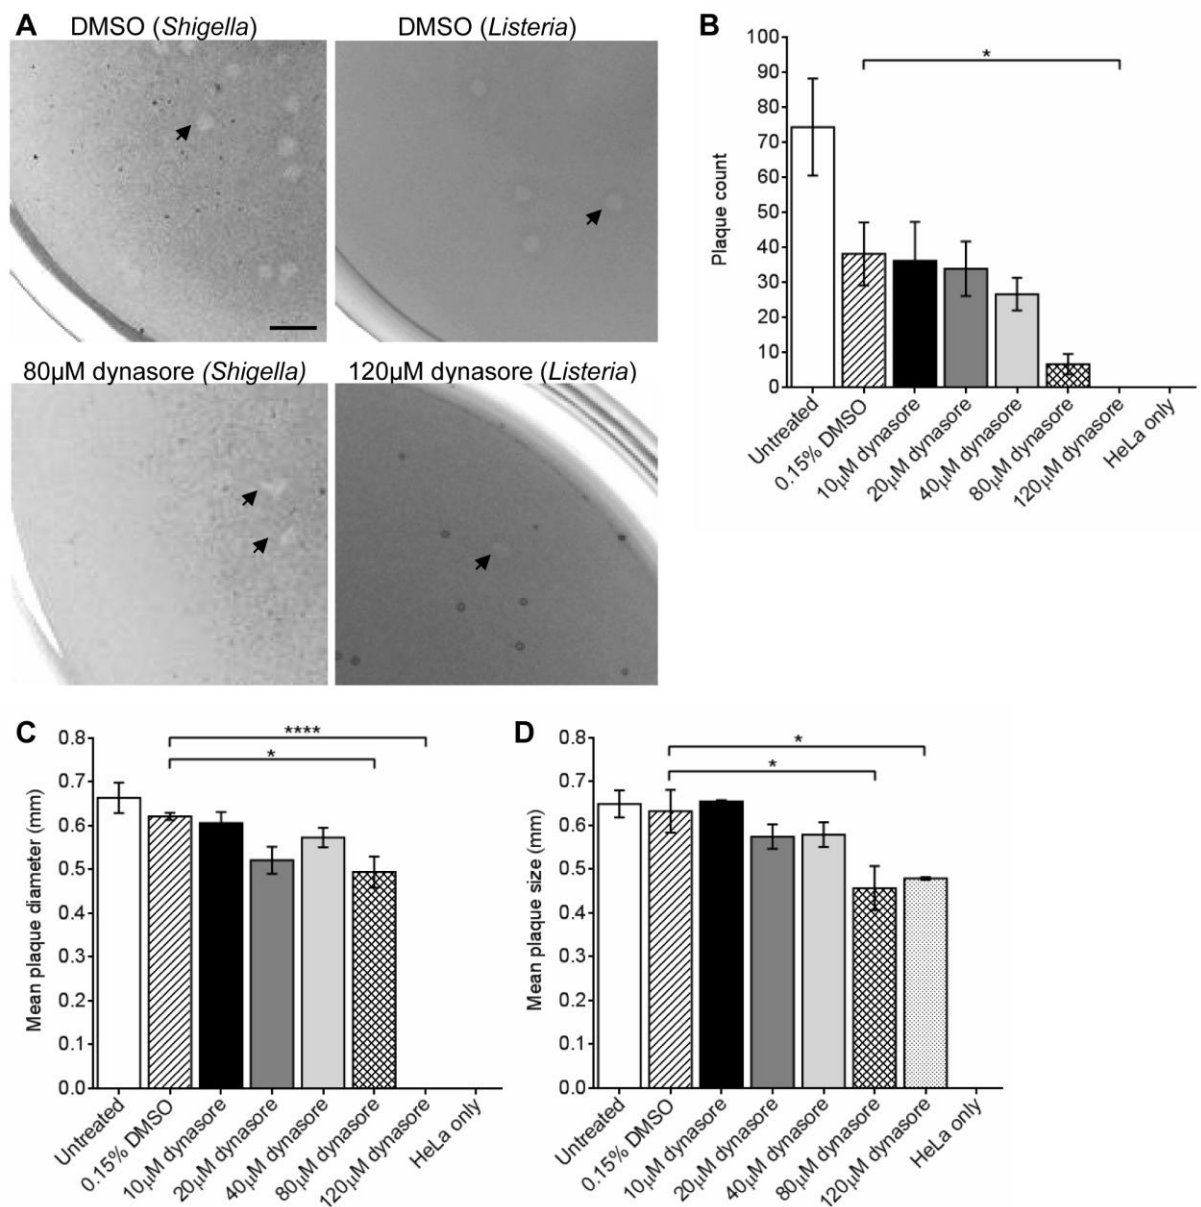 A
DMSO (Shigella)
DMSO (Listeria)
80µM dynasore (Shigella)
120µM dynasore (Listeria)
B
Plaque count
100
90
80
70
60
50
40
30
20
10
0
*
Untreated
0.15% DMSO
10µM dynasore
20µM dynasore
40µM dynasore
80µM dynasore
120µM dynasore
HeLa only
C
Mean plaque diameter (mm)
0.8
0.7
0.6
0.5
0.4
0.3
0.2
0.1
0.0
****
*
Untreated
0.15% DMSO
10µM dynasore
20µM dynasore
40µM dynasore
80µM dynasore
120µM dynasore
HeLa only
D
Mean plaque size (mm)
0.8
0.7
0.6
0.5
0.4
0.3
0.2
0.1
0.0
*
*
Untreated
0.15% DMSO
10µM dynasore
20µM dynasore
40µM dynasore
80µM dynasore
120µM dynasore
HeLa only